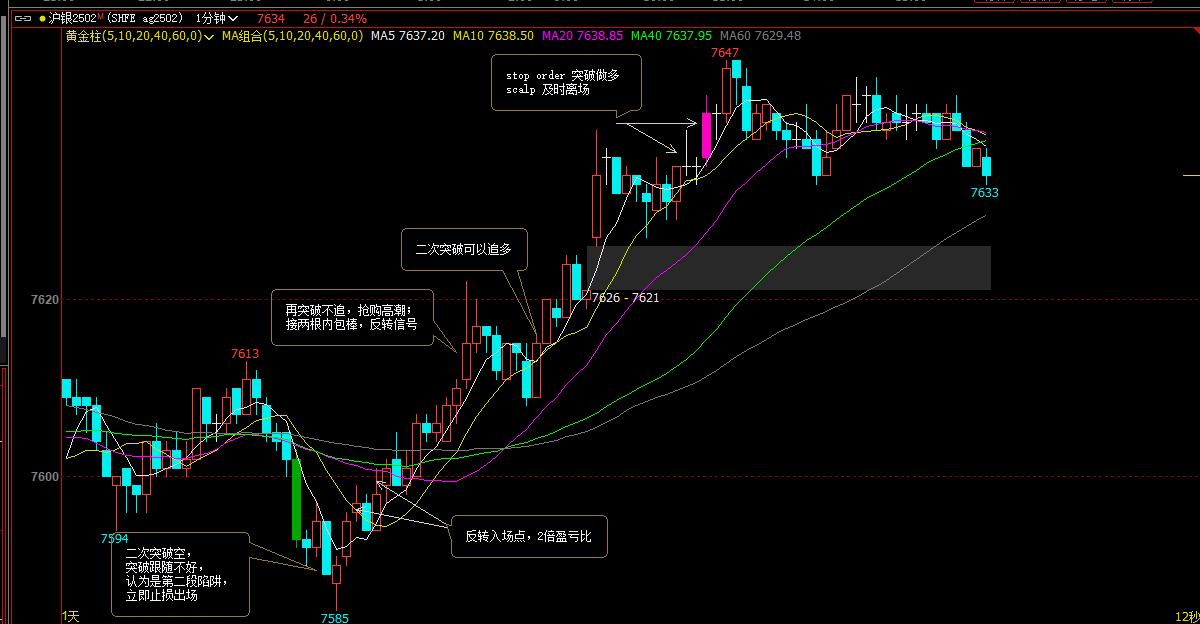 沪银2502ᴹ (SHFE ag2502) 1分钟 7634 26 / 0.34%
黄金柱(5,10,20,40,60,0) MA组合(5,10,20,40,60,0) MA5 7637.20 MA10 7638.50 MA20 7638.85 MA40 7637.95 MA60 7629.48
7647
stop order 突破做多
scalp 及时离场
7633
二次突破可以追多
7626 - 7621
7620
再突破不追，抢购高潮；
接两根内包棒，反转信号
7613
7600
反转入场点，2倍盈亏比
7594
二次突破空，
突破跟随不好，
认为是第二段陷阱，
立即止损出场
7585
1天
12秒